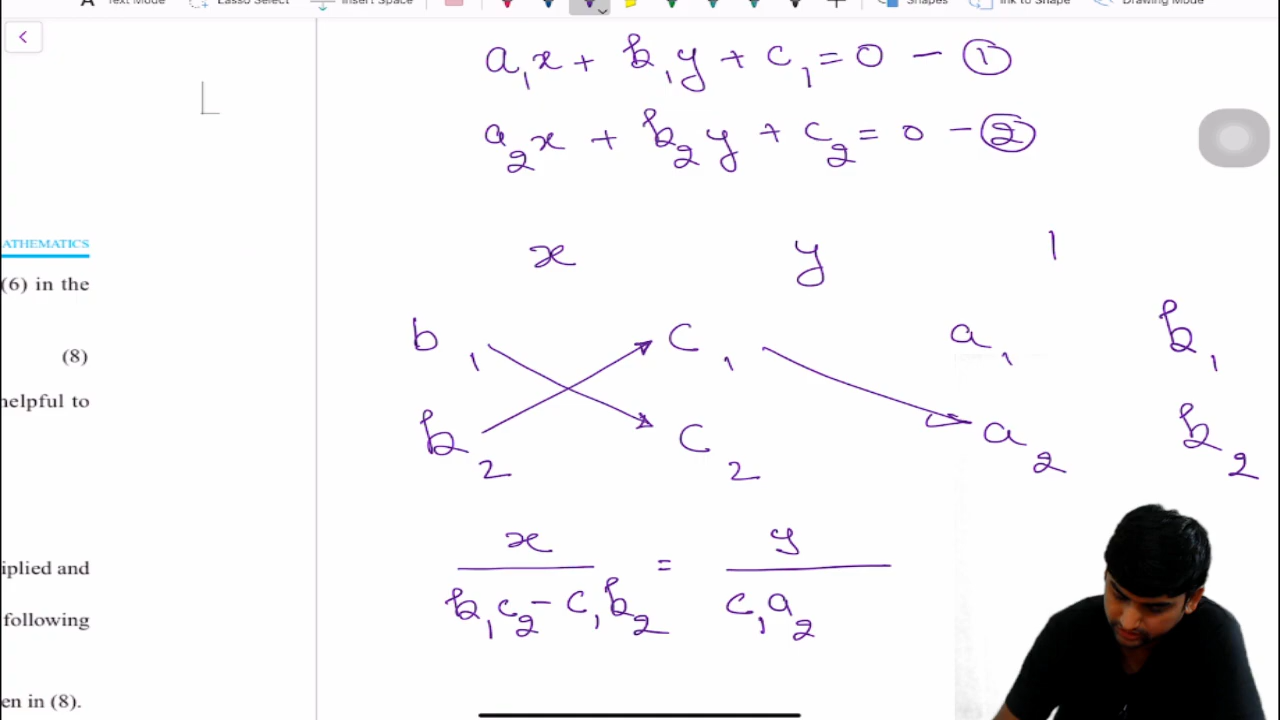 Text Mode Lasso Select Insert Space Shapes Ink to Shape Drawing Mode
a₁x + b₁y + c₁ = 0 - ①
a₂x + b₂y + c₂ = 0 - ②
ATHEMATICS
x y 1
(6) in the
b₁ c₁ a₁ b₁
(8)
helpful to
b₂ c₂ a₂ b₂
x / (b₁c₂ - c₁b₂) = y / (c₁a₂)
iplied and
following
en in (8).